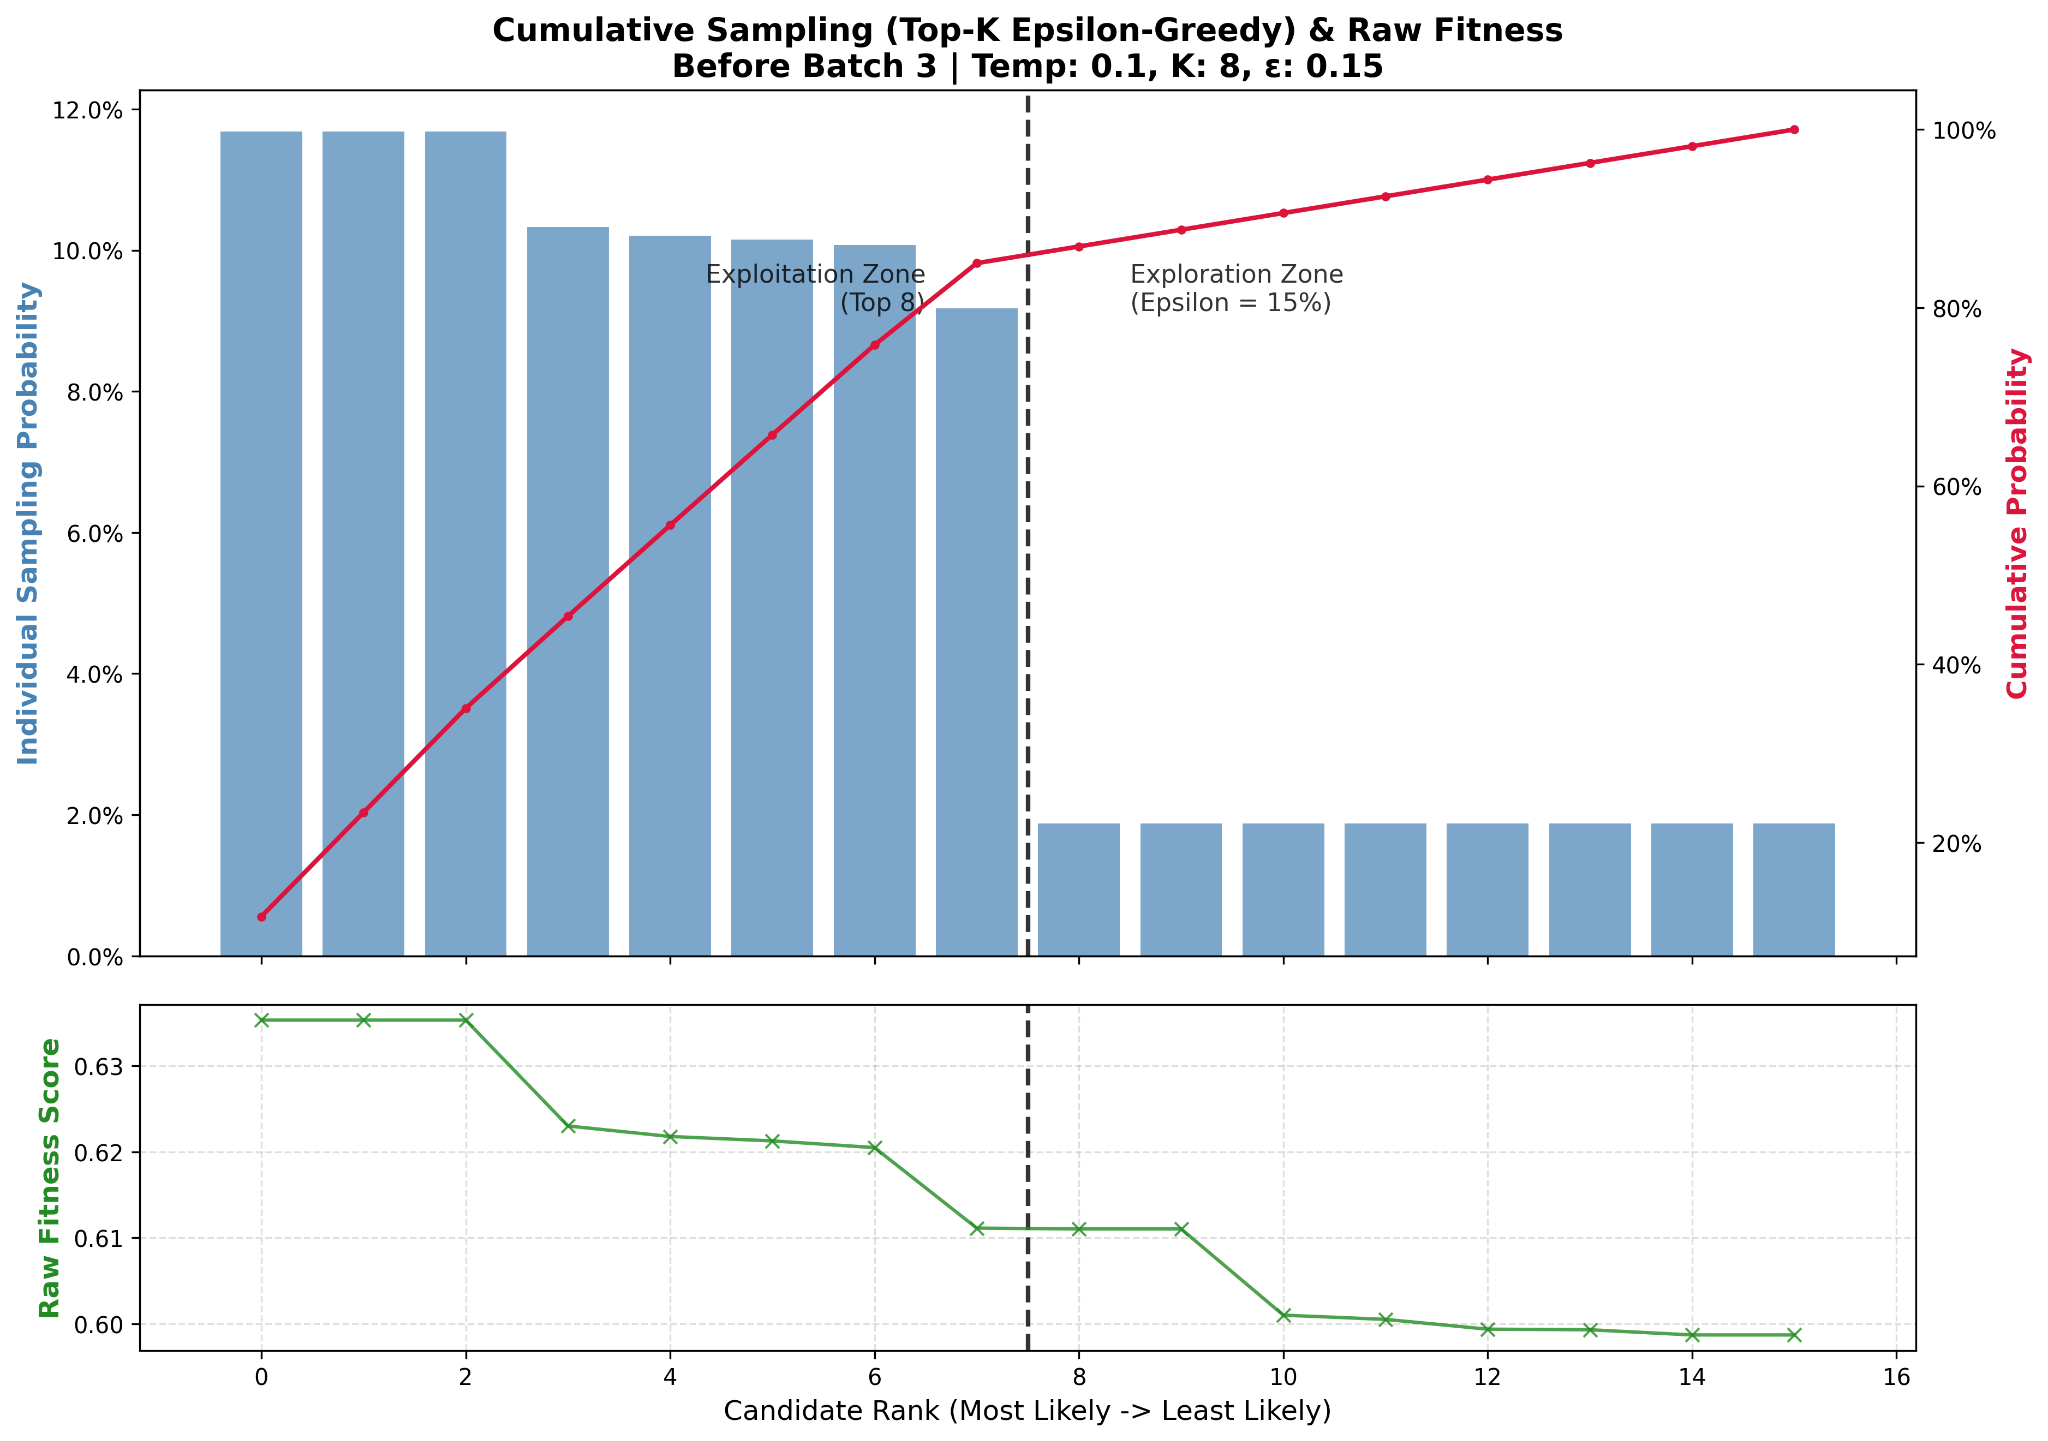 Cumulative Sampling (Top-K Epsilon-Greedy) & Raw Fitness
Before Batch 3 | Temp: 0.1, K: 8, ε: 0.15
Individual Sampling Probability
12.0%
10.0%
8.0%
6.0%
4.0%
2.0%
0.0%
Exploitation Zone
(Top 8)
Exploration Zone
(Epsilon = 15%)
100%
80%
60%
40%
20%
Cumulative Probability
Raw Fitness Score
0.63
0.62
0.61
0.60
0 2 4 6 8 10 12 14 16
Candidate Rank (Most Likely -> Least Likely)